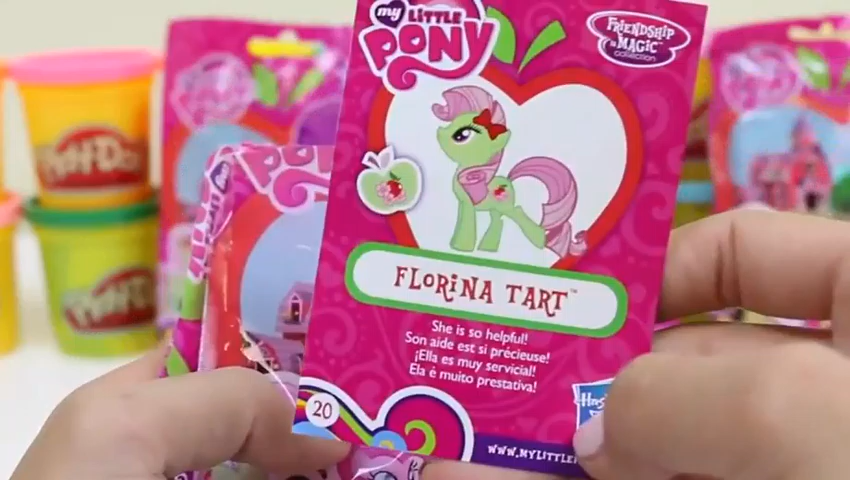 my LITTLE PONY
FRIENDSHIP is MAGIC collection
FLORINA TART™
She is so helpful!
Son aide est si précieuse!
¡Ella es muy servicial!
Ela é muito prestativa!
20
WWW.MYLITTLE
Play-Doh
Play-Doh